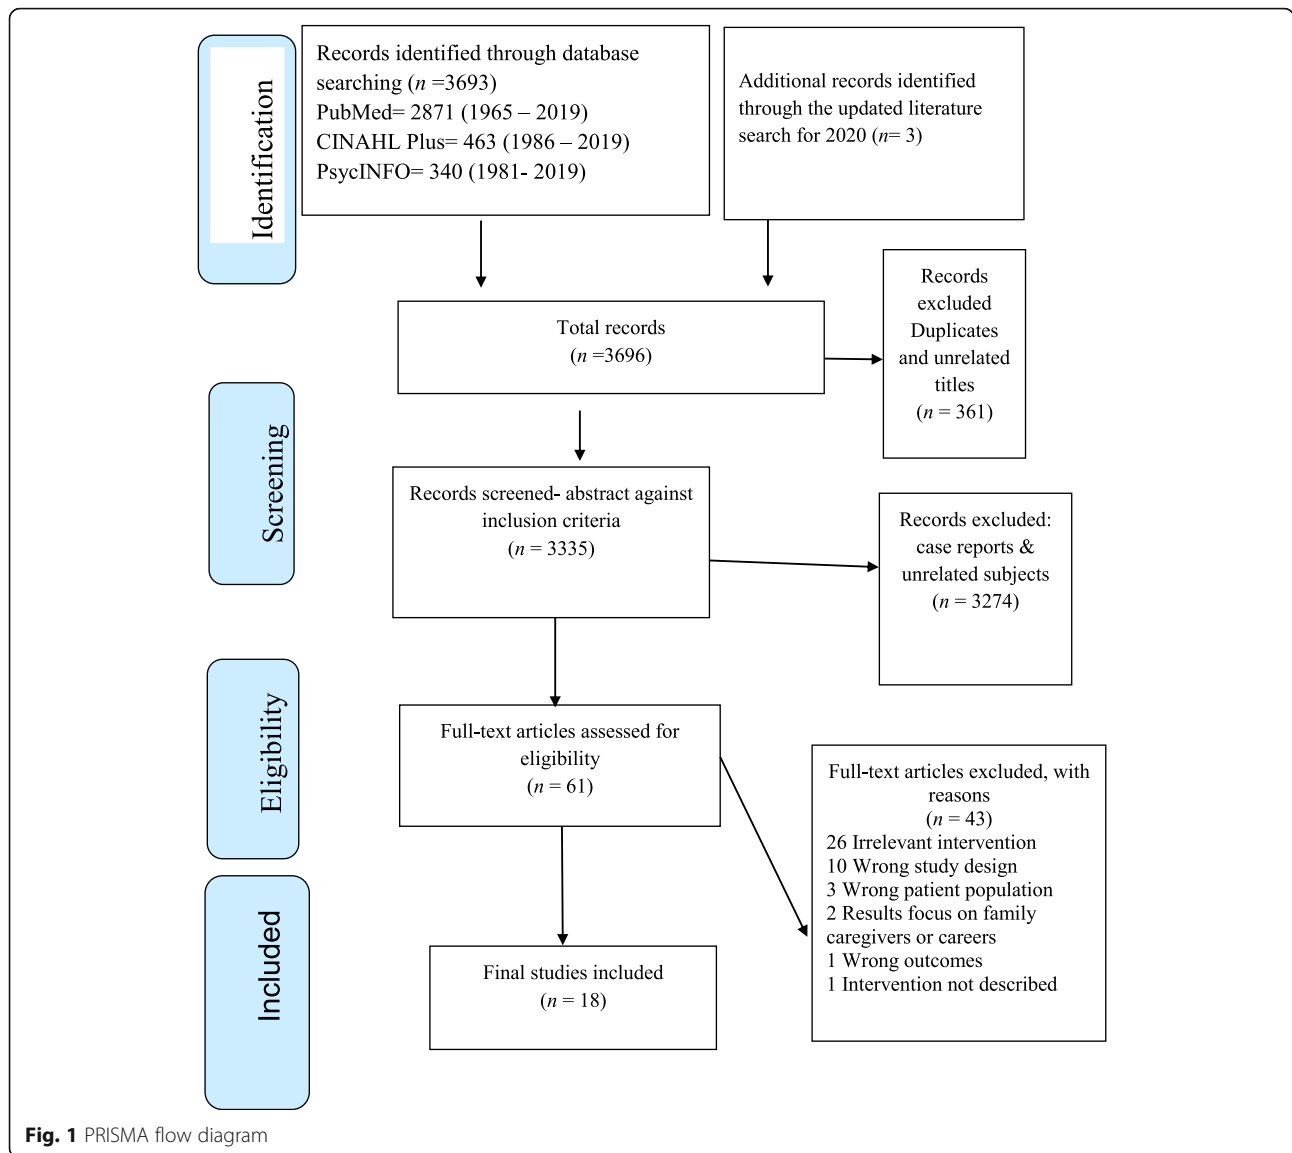 Identification
Records identified through database
searching (n =3693)
PubMed= 2871 (1965 – 2019)
CINAHL Plus= 463 (1986 – 2019)
PsycINFO= 340 (1981- 2019)
Additional records identified
through the updated literature
search for 2020 (n= 3)
Total records
(n =3696)
Records
excluded
Duplicates
and unrelated
titles
(n = 361)
Screening
Records screened- abstract against
inclusion criteria
(n = 3335)
Records excluded:
case reports &
unrelated subjects
(n = 3274)
Eligibility
Full-text articles assessed for
eligibility
(n = 61)
Full-text articles excluded, with
reasons
(n = 43)
26 Irrelevant intervention
10 Wrong study design
3 Wrong patient population
2 Results focus on family
caregivers or careers
1 Wrong outcomes
1 Intervention not described
Included
Final studies included
(n = 18)
Fig. 1 PRISMA flow diagram